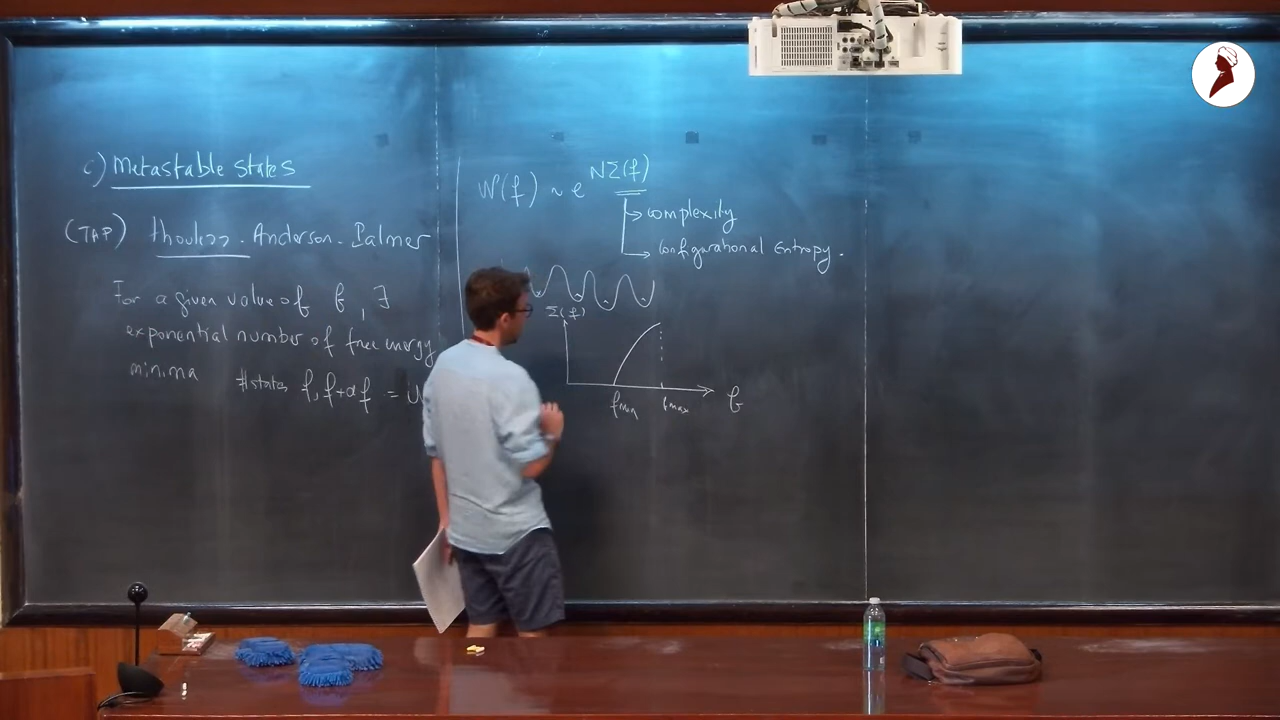 c) Metastable states
(TAP) Thouless - Anderson - Palmer
For a given value of f, ∃
exponential number of free energy
minima #states f, f+df = N
N(f) ~ e^{NΣ(f)}
↳ complexity
↳ Configurational Entropy.
Σ(f)
fmin fmax f